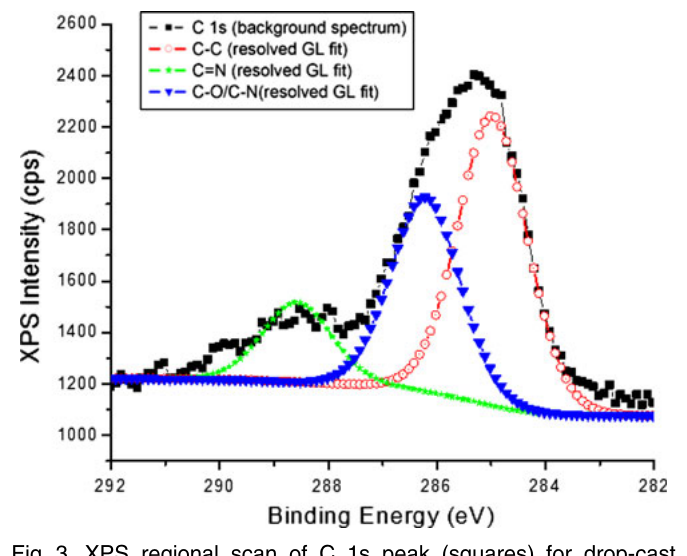 2600
2400
2200
2000
1800
1600
1400
1200
1000
XPS Intensity (cps)
C 1s (background spectrum)
C-C (resolved GL fit)
C=N (resolved GL fit)
C-O/C-N(resolved GL fit)
292 290 288 286 284 282
Binding Energy (eV)
Fig. 3. XPS regional scan of C 1s peak (squares) for drop-cast